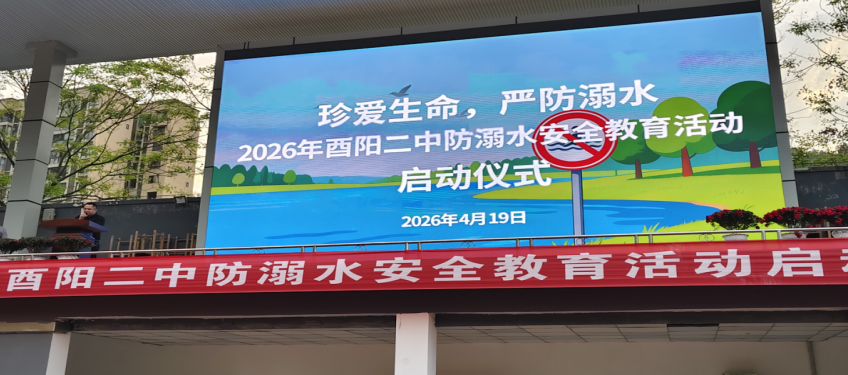 珍爱生命，严防溺水
2026年酉阳二中防溺水安全教育活动
启动仪式
2026年4月19日
酉阳二中防溺水安全教育活动启